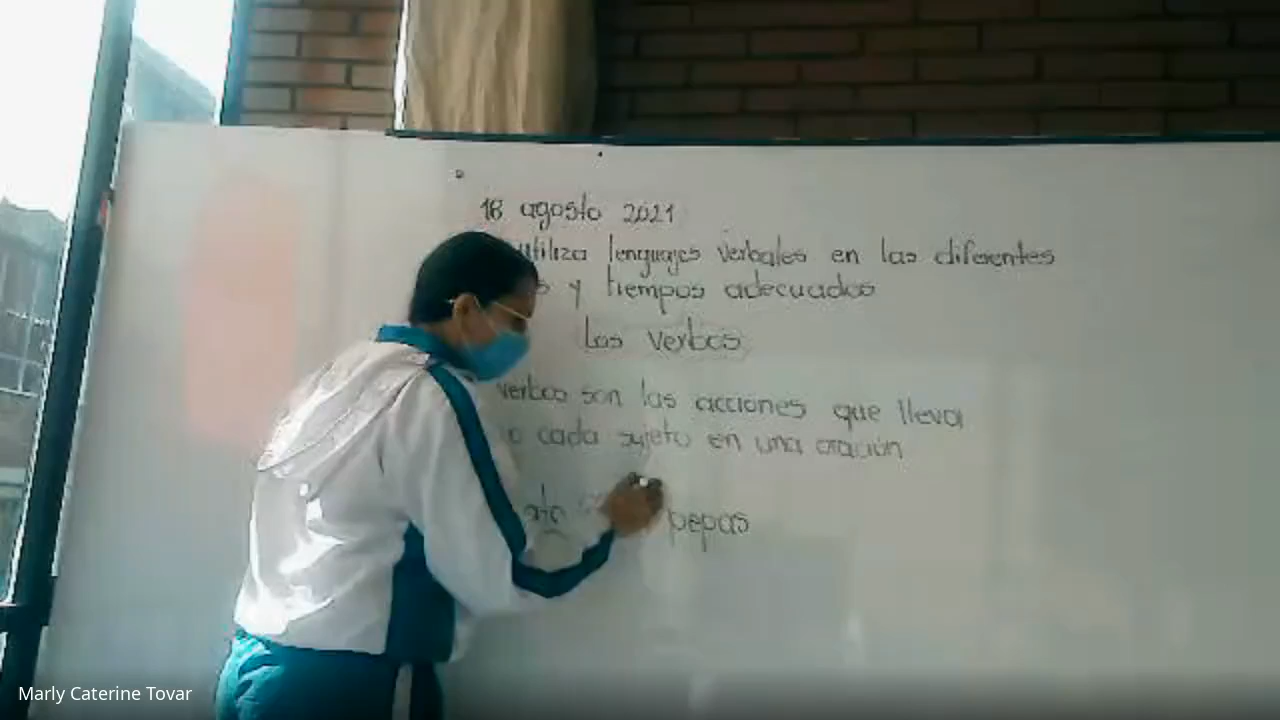 18 agosto 2021
utiliza lenguajes verbales en las diferentes
y tiempos adecuados
Los verbos
verbos son las acciones que lleva
cada sujeto en una oración
pepas
Marly Caterine Tovar